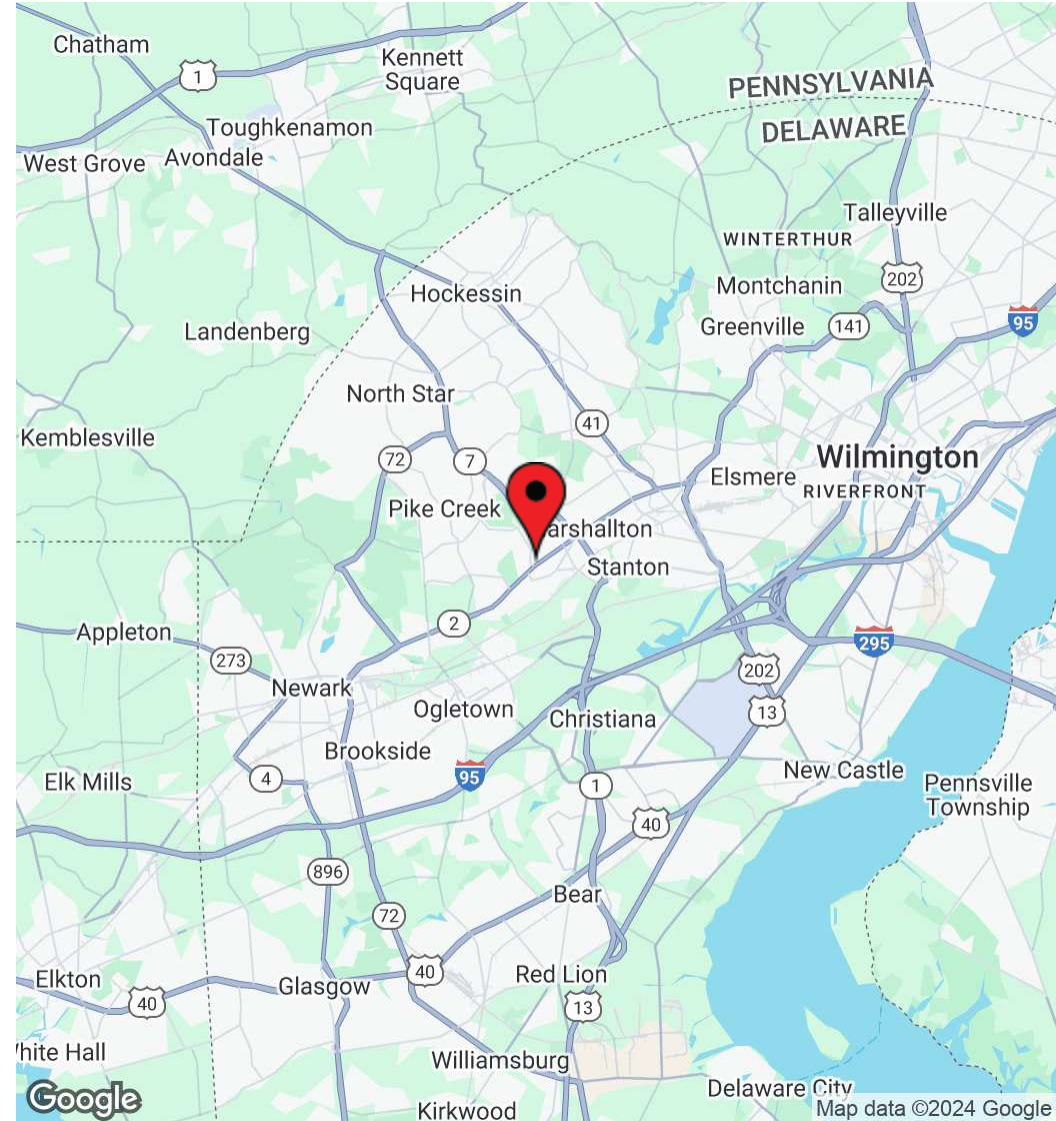 Chatham
Kennett
Square
1
PENNSYLVANIA
DELAWARE
Toughkenamon
West Grove
Avondale
Talleyville
WINTERTHUR
202
Montchanin
Hockessin
Greenville
141
95
Landenberg
North Star
41
Kemblesville
72
7
Wilmington
Elsmere
RIVERFRONT
Pike Creek
arshallton
Stanton
2
Appleton
273
295
202
Newark
Ogletown
Christiana
13
Brookside
4
95
1
New Castle
Elk Mills
Pennsville
Township
40
896
Bear
72
40
Red Lion
Elkton
40
Glasgow
13
hite Hall
Williamsburg
Delaware City
Google
Kirkwood
Map data ©2024 Google